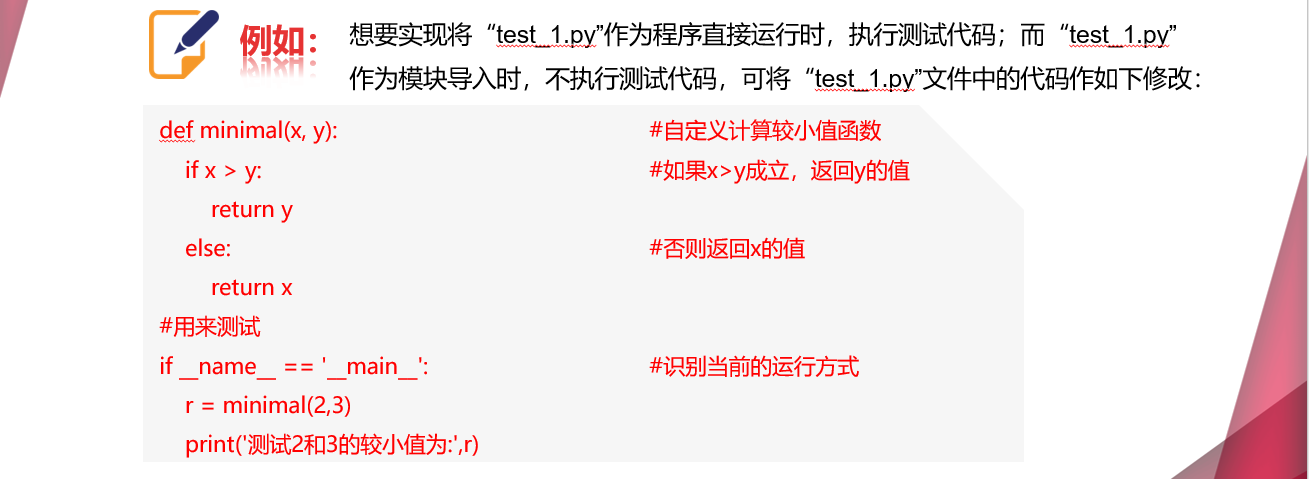 例如：
想要实现将“test_1.py”作为程序直接运行时，执行测试代码；而“test_1.py”
作为模块导入时，不执行测试代码，可将“test_1.py”文件中的代码作如下修改：
def minimal(x, y): #自定义计算较小值函数
if x > y: #如果x>y成立，返回y的值
return y
else: #否则返回x的值
return x
#用来测试
if __name__ == '__main__': #识别当前的运行方式
r = minimal(2,3)
print('测试2和3的较小值为:',r)